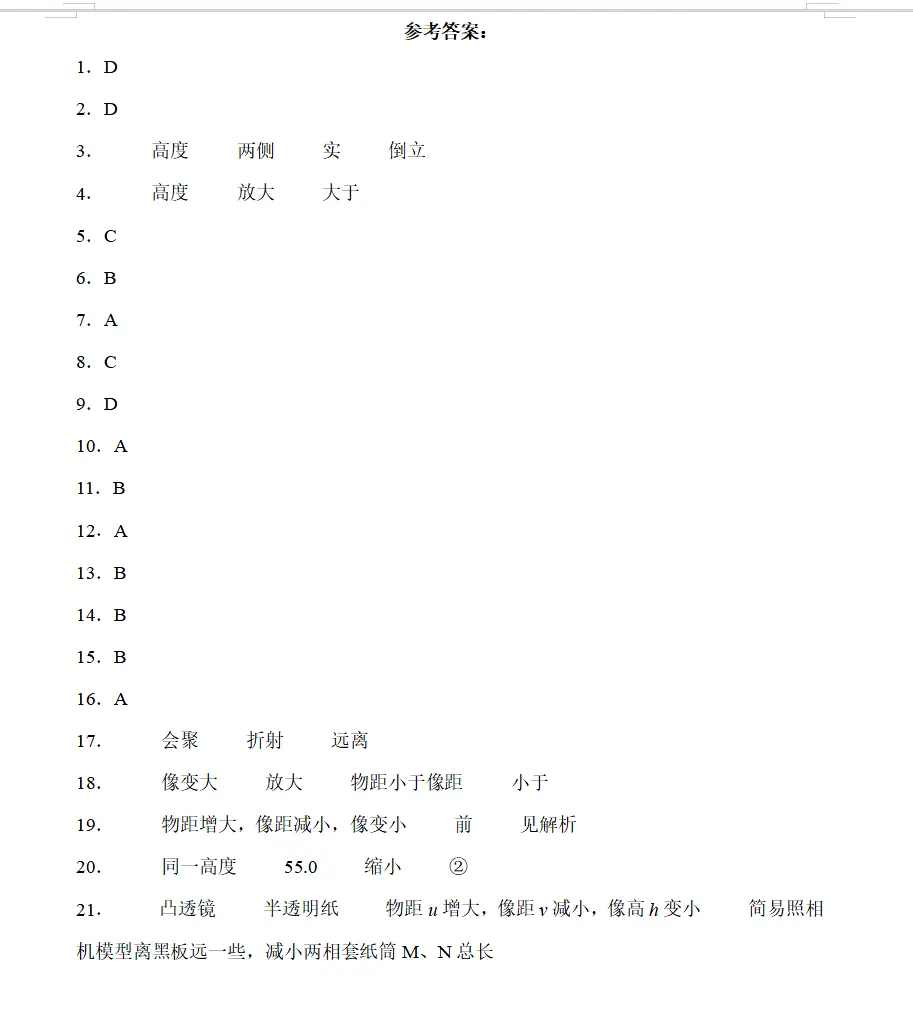 参考答案：
1．D
2．D
3． 高度 两侧 实 倒立
4． 高度 放大 大于
5．C
6．B
7．A
8．C
9．D
10．A
11．B
12．A
13．B
14．B
15．B
16．A
17． 会聚 折射 远离
18． 像变大 放大 物距小于像距 小于
19． 物距增大，像距减小，像变小 前 见解析
20． 同一高度 55.0 缩小 ②
21． 凸透镜 半透明纸 物距 u 增大，像距 v 减小，像高 h 变小 简易照相
机模型离黑板远一些，减小两相套纸筒 M、N 总长